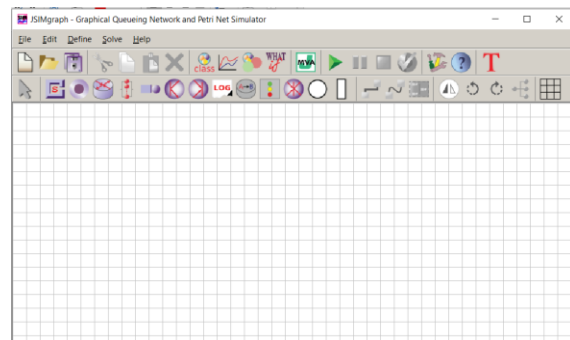 JSIMgraph - Graphical Queueing Network and Petri Net Simulator
File Edit Define Solve Help
class WHAT IF MVA ? T
S LOG